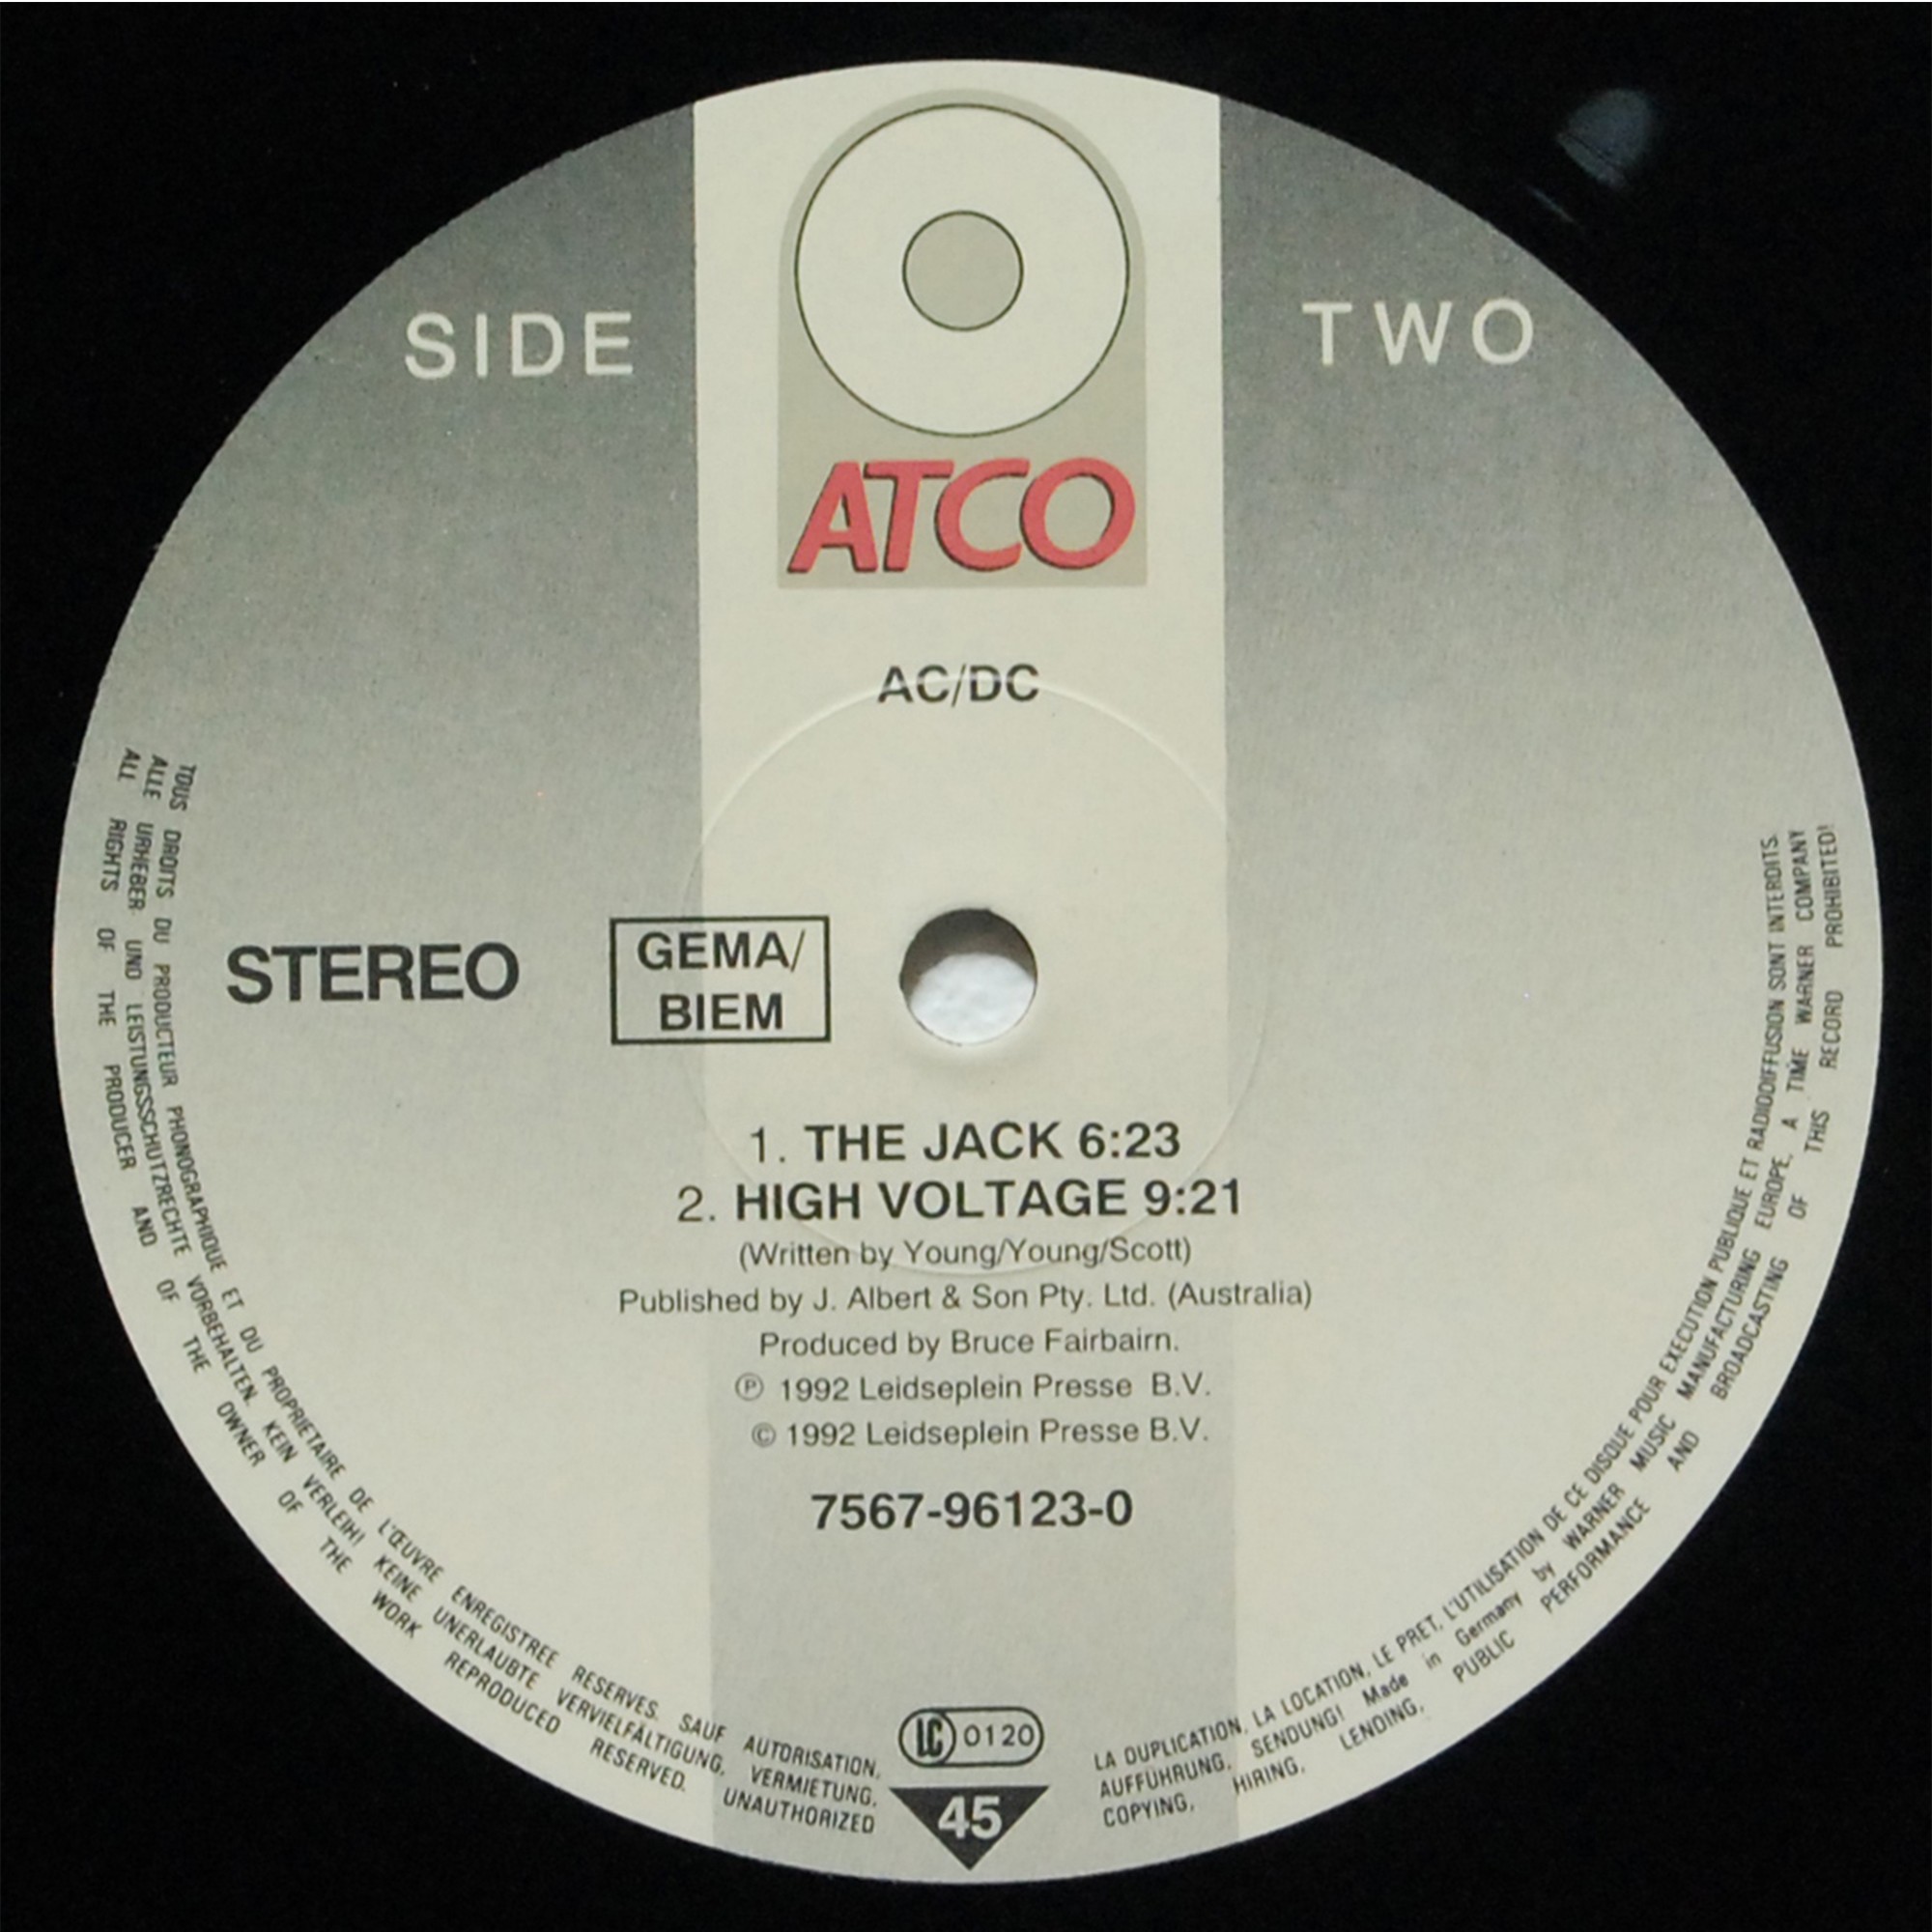 SIDE TWO
ATCO
AC/DC
STEREO
GEMA/
BIEM
1. THE JACK 6:23
2. HIGH VOLTAGE 9:21
(Written by Young/Young/Scott)
Published by J. Albert & Son Pty. Ltd. (Australia)
Produced by Bruce Fairbairn.
℗ 1992 Leidseplein Presse B.V.
© 1992 Leidseplein Presse B.V.
7567-96123-0
LC 0120
45
TOUS DROITS DU PRODUCTEUR PHONOGRAPHIQUE ET DU PROPRIETAIRE DE L'ŒUVRE ENREGISTREE RESERVES. SAUF AUTORISATION, LA DUPLICATION, LA LOCATION, LE PRET, L'UTILISATION DE CE DISQUE POUR EXECUTION PUBLIQUE ET RADIODIFFUSION SONT INTERDITS.
ALLE URHEBER- UND LEISTUNGSSCHUTZRECHTE VORBEHALTEN. KEIN VERLEIH! KEINE UNERLAUBTE VERVIELFÄLTIGUNG, VERMIETUNG, AUFFÜHRUNG, SENDUNG! Made in Germany by WARNER MUSIC MANUFACTURING EUROPE, A TIME WARNER COMPANY
ALL RIGHTS OF THE PRODUCER AND OF THE OWNER OF THE WORK REPRODUCED RESERVED. UNAUTHORIZED COPYING, HIRING, LENDING, PUBLIC PERFORMANCE AND BROADCASTING OF THIS RECORD PROHIBITED!